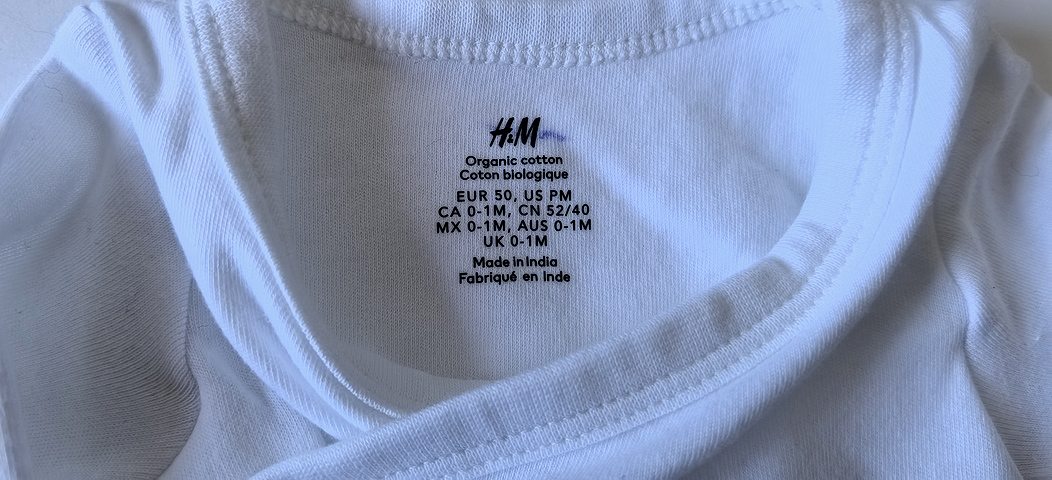 H&M
Organic cotton
Coton biologique
EUR 50, US PM
CA 0-1M, CN 52/40
MX 0-1M, AUS 0-1M
UK 0-1M
Made in India
Fabriqué en Inde